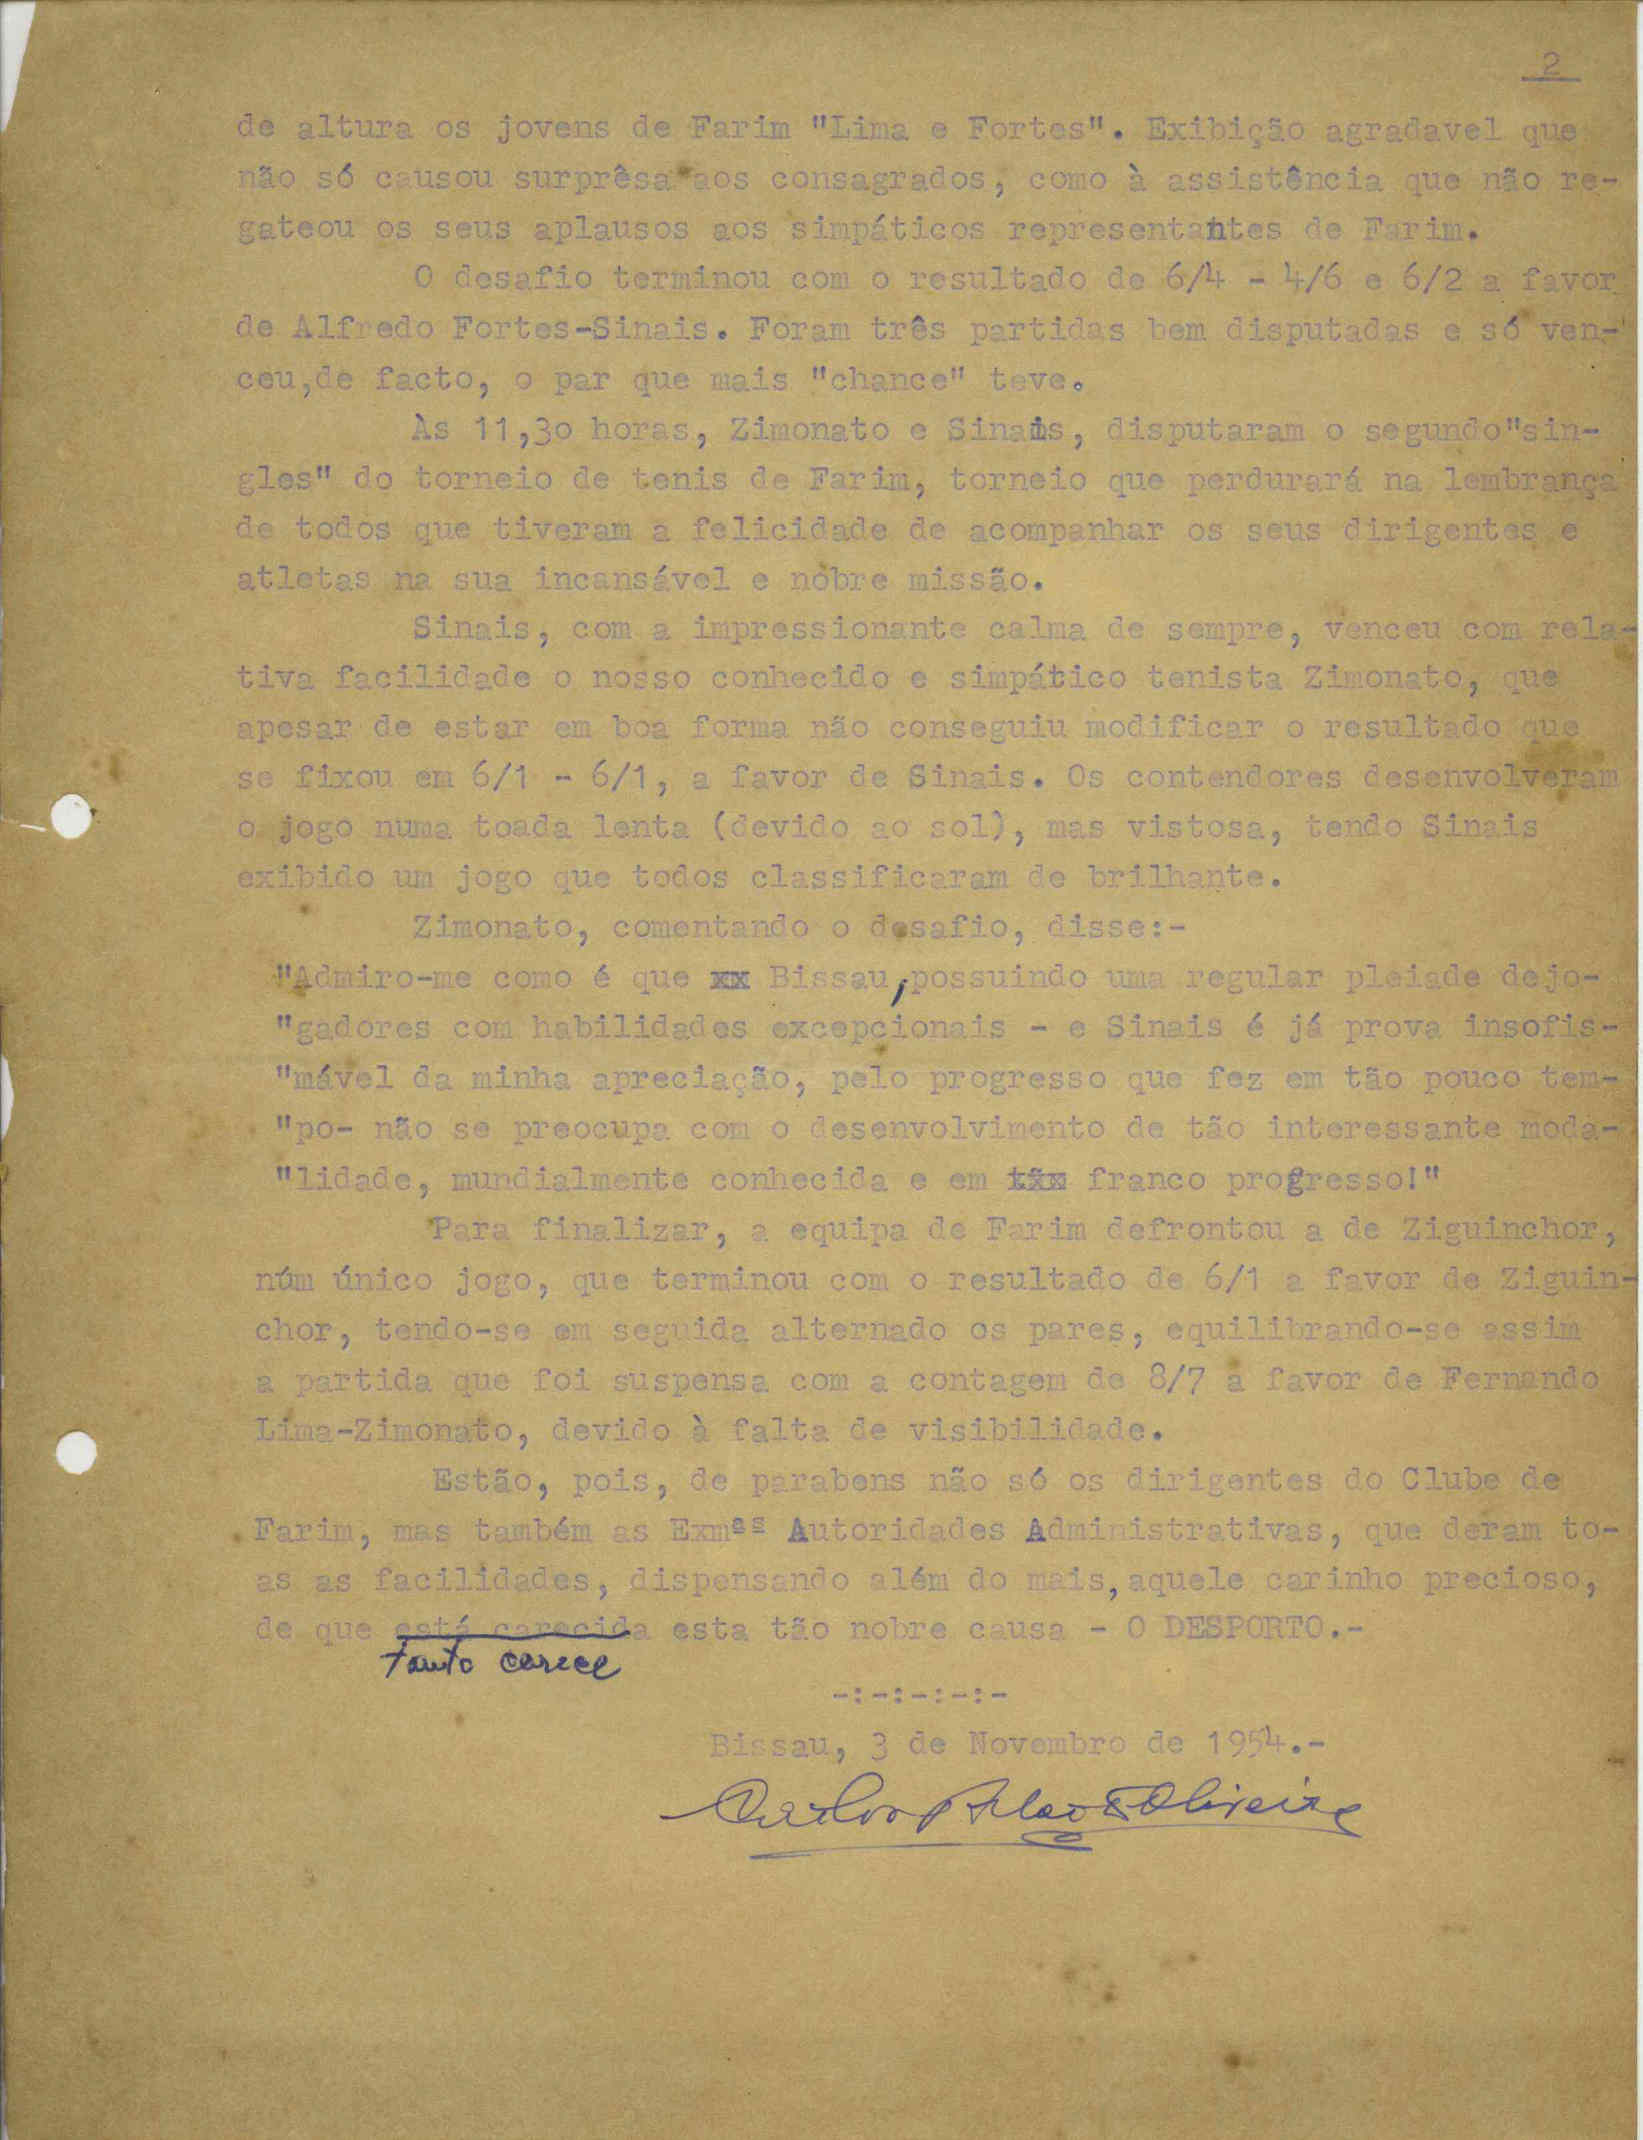 2
de altura os jovens de Farim "Lima e Fortes". Exibição agradavel que
não só causou surprêsa aos consagrados, como à assistência que não re-
gateou os seus aplausos aos simpáticos representantes de Farim.
O desafio terminou com o resultado de 6/4 - 4/6 e 6/2 a favor
de Alfredo Fortes-Sinais. Foram três partidas bem disputadas e só ven-
ceu,de facto, o par que mais "chance" teve.
Às 11,30 horas, Zimonato e Sinais, disputaram o segundo"sin-
gles" do torneio de tenis de Farim, torneio que perdurará na lembrança
de todos que tiveram a felicidade de acompanhar os seus dirigentes e
atletas na sua incansável e nobre missão.
Sinais, com a impressionante calma de sempre, venceu com rela-
tiva facilidade o nosso conhecido e simpático tenista Zimonato, que
apesar de estar em boa forma não conseguiu modificar o resultado que
se fixou em 6/1 - 6/1, a favor de Sinais. Os contendores desenvolveram
o jogo numa toada lenta (devido ao sol), mas vistosa, tendo Sinais
exibido um jogo que todos classificaram de brilhante.
Zimonato, comentando o desafio, disse:-
"Admiro-me como é que xx Bissau,possuindo uma regular pleiade dejo-
"gadores com habilidades excepcionais - e Sinais é já prova insofis-
"mável da minha apreciação, pelo progresso que fez em tão pouco tem-
"po- não se preocupa com o desenvolvimento de tão interessante moda-
"lidade, mundialmente conhecida e em tãx franco progresso!"
Para finalizar, a equipa de Farim defrontou a de Ziguinchor,
núm único jogo, que terminou com o resultado de 6/1 a favor de Ziguin-
chor, tendo-se em seguida alternado os pares, equilibrando-se assim
a partida que foi suspensa com a contagem de 8/7 a favor de Fernando
Lima-Zimonato, devido à falta de visibilidade.
Estão, pois, de parabens não só os dirigentes do Clube de
Farim, mas também as Exmªs Autoridades Administrativas, que deram to-
as as facilidades, dispensando além do mais,aquele carinho precioso,
de que está carecida esta tão nobre causa - O DESPORTO.-
tanto carece
-:-:-:-:-
Bissau, 3 de Novembro de 1954.-
Carlos Oliveira